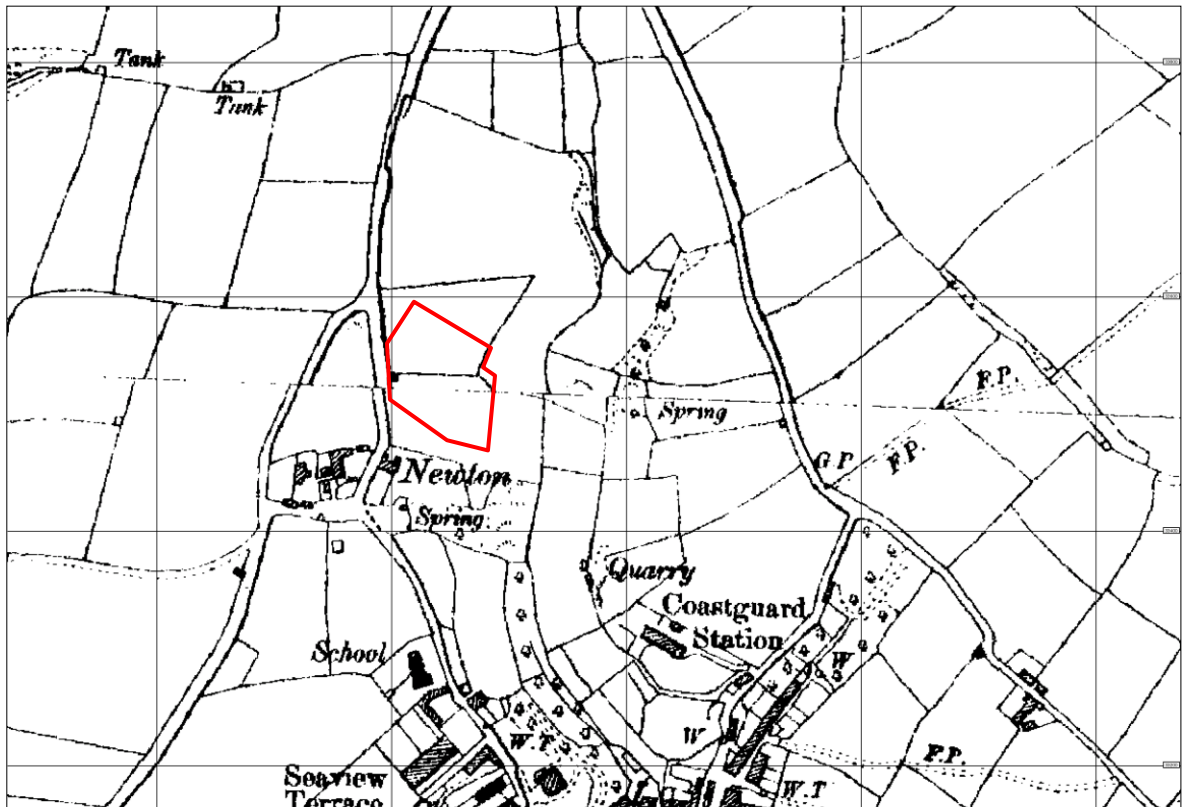 Tank
Tank
F.P.
Spring
G.P
F.P.
Newton
Spring
Quarry
Coastguard
Station
School
W
W.T
W
F.P.
Seaview
Terrace
W.T